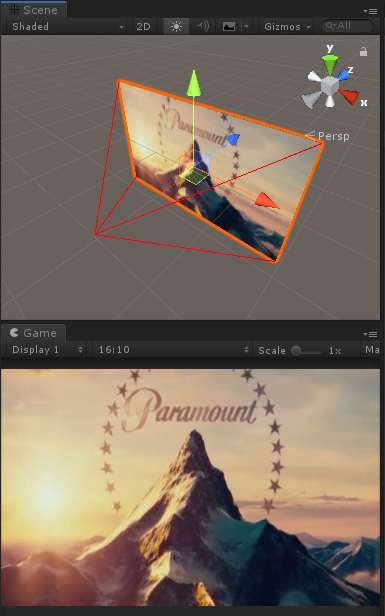 Scene
Shaded
2D
Gizmos
All
y
z
x
Persp
Paramount
Game
Display 1
16:10
Scale
1x
Ma
Paramount